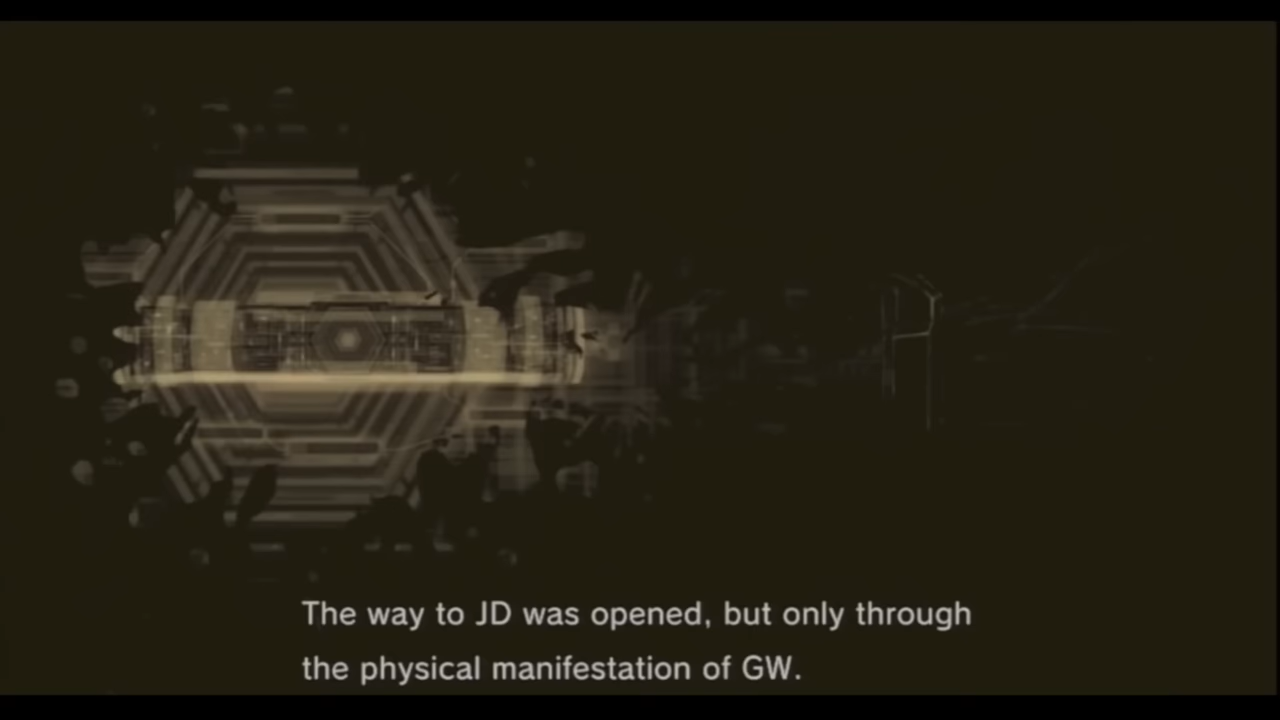 The way to JD was opened, but only through
the physical manifestation of GW.